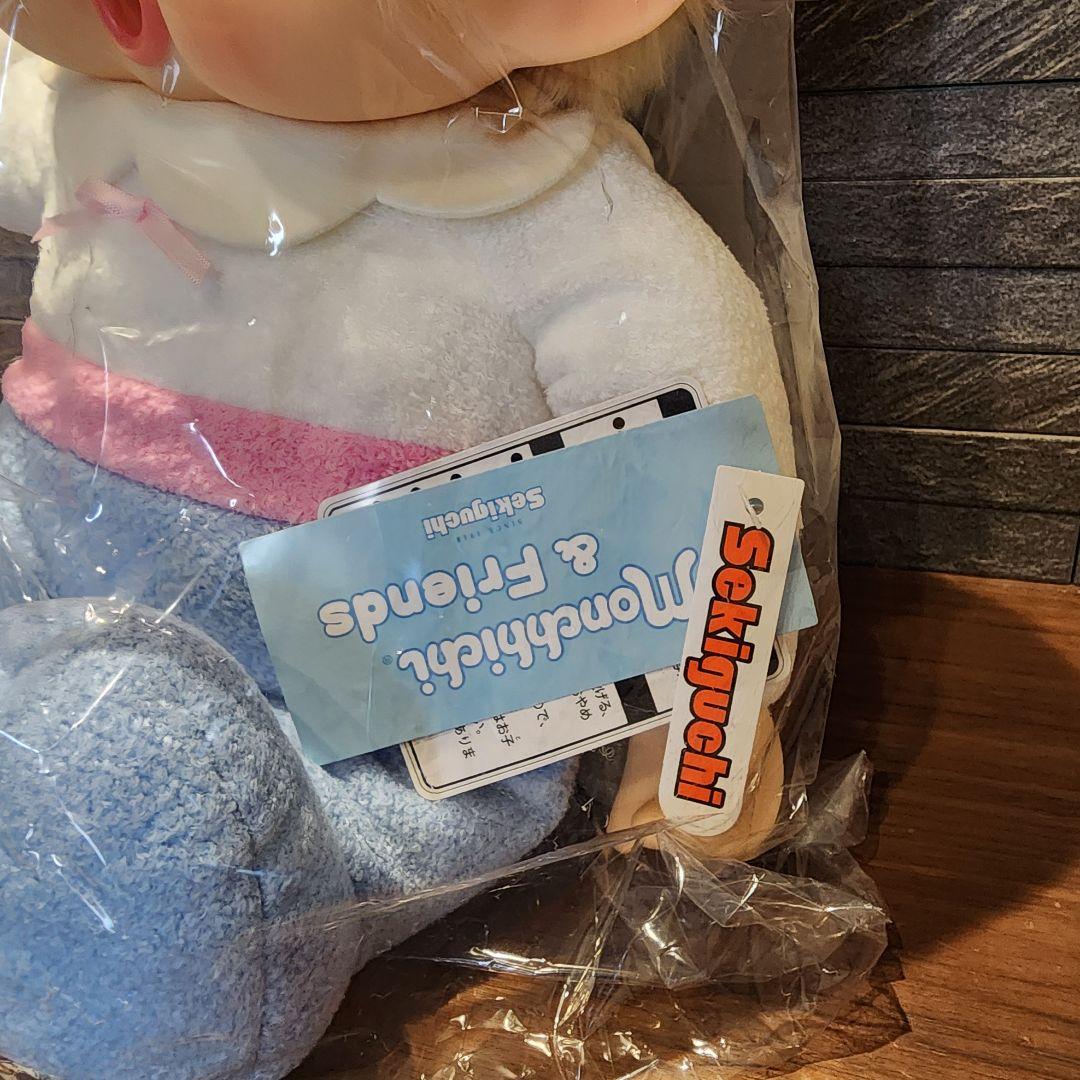 Monchhichi®
& Friends
SINCE 1918
Sekiguchi
Sekiguchi